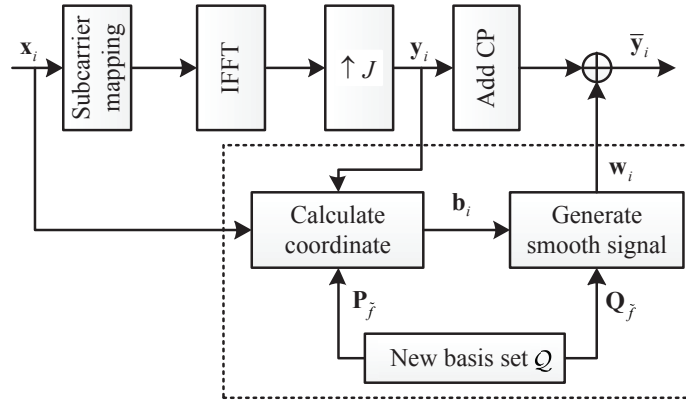 x_i
Subcarrier
mapping
IFFT
↑ J
y_i
Add CP
ȳ_i
w_i
Calculate
coordinate
b_i
Generate
smooth signal
P_f̃
Q_f̃
New basis set 𝒬